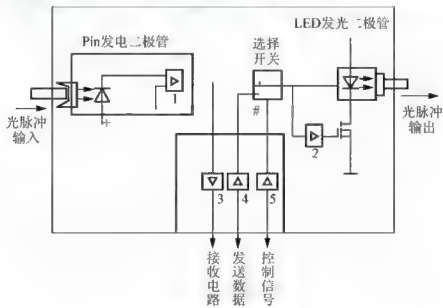 Pin发电二极管
LED发光二极管
选择
开关
1
#
2
光脉冲
输入
光脉冲
输出
3
4
5
接收电路
发送数据
控制信号